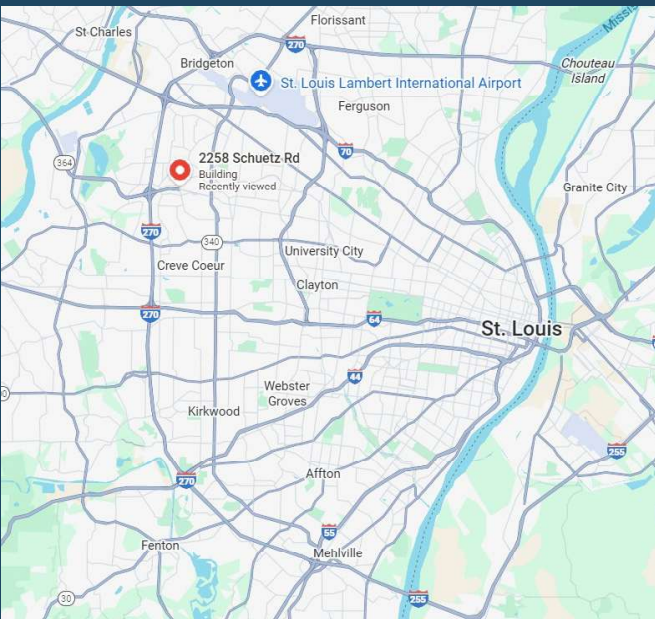 Florissant
St Charles
270
Missi
Bridgeton
Chouteau
Island
St. Louis Lambert International Airport
Ferguson
70
364
2258 Schuetz Rd
Building
Recently viewed
Granite City
270
340
University City
Creve Coeur
Clayton
270
64
St. Louis
44
Webster
Groves
Kirkwood
255
Affton
270
55
Fenton
Mehlville
30
255